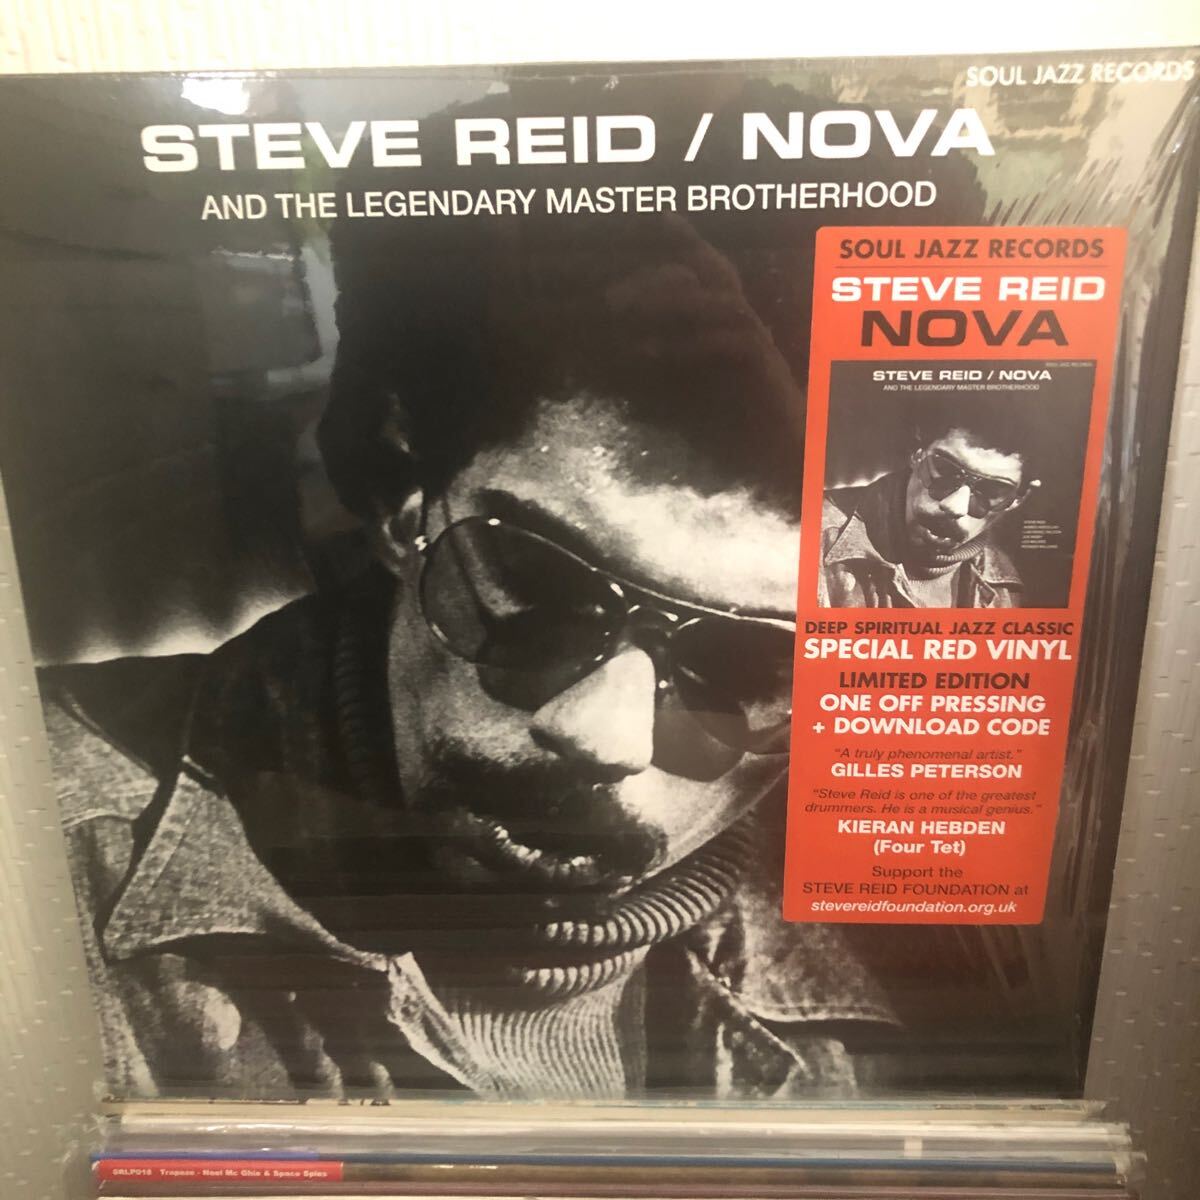 SOUL JAZZ RECORDS
STEVE REID / NOVA
AND THE LEGENDARY MASTER BROTHERHOOD
SOUL JAZZ RECORDS
STEVE REID
NOVA
STEVE REID / NOVA
AND THE LEGENDARY MASTER BROTHERHOOD
DEEP SPIRITUAL JAZZ CLASSIC
SPECIAL RED VINYL
LIMITED EDITION
ONE OFF PRESSING
+ DOWNLOAD CODE
"A truly phenomenal artist."
GILLES PETERSON
"Steve Reid is one of the greatest
drummers. He is a musical genius."
KIERAN HEBDEN
(Four Tet)
Support the
STEVE REID FOUNDATION at
stevereidfoundation.org.uk
SRLP018 Trapeze - Noel Mc Ghie & Space Spies